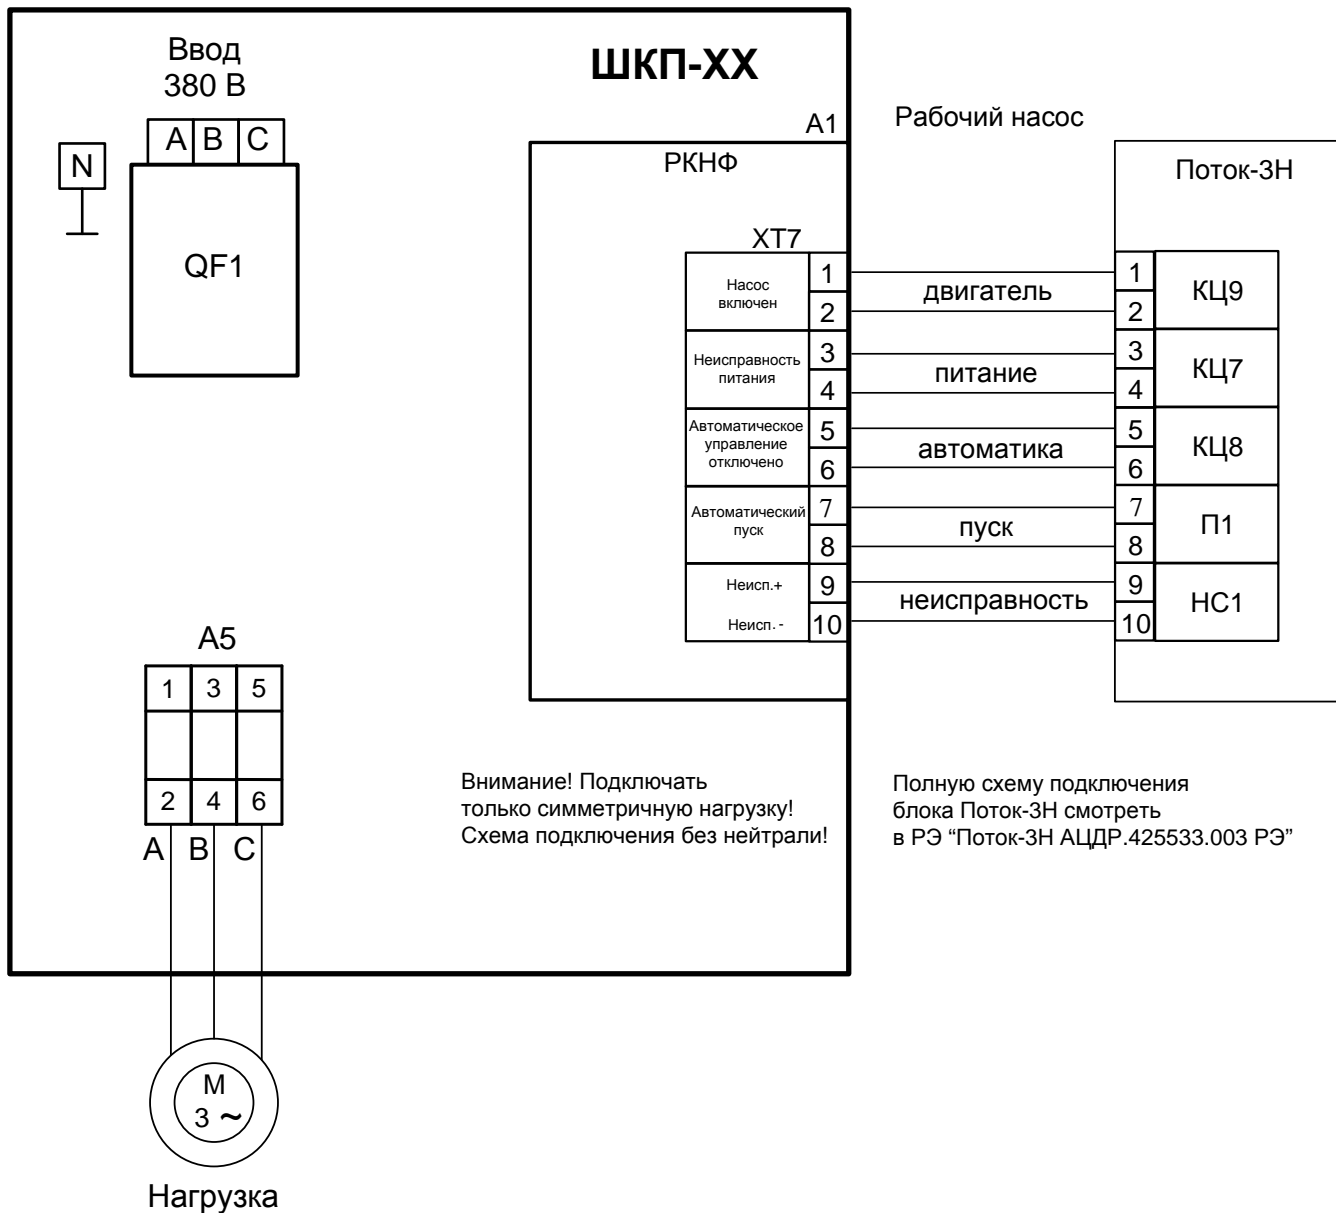 Ввод
380 В
ШКП-ХХ
N
A B C
QF1
А1
РКНФ
Рабочий насос
Поток-3Н
ХТ7
Насос
включен
1
2
двигатель
1
2
КЦ9
Неисправность
питания
3
4
питание
3
4
КЦ7
Автоматическое
управление
отключено
5
6
автоматика
5
6
КЦ8
Автоматический
пуск
7
8
пуск
7
8
П1
Неисп.+
Неисп. -
9
10
неисправность
9
10
НС1
А5
1 3 5
2 4 6
A B C
Внимание! Подключать
только симметричную нагрузку!
Схема подключения без нейтрали!
Полную схему подключения
блока Поток-3Н смотреть
в РЭ “Поток-3Н АЦДР.425533.003 РЭ”
М
3 ~
Нагрузка